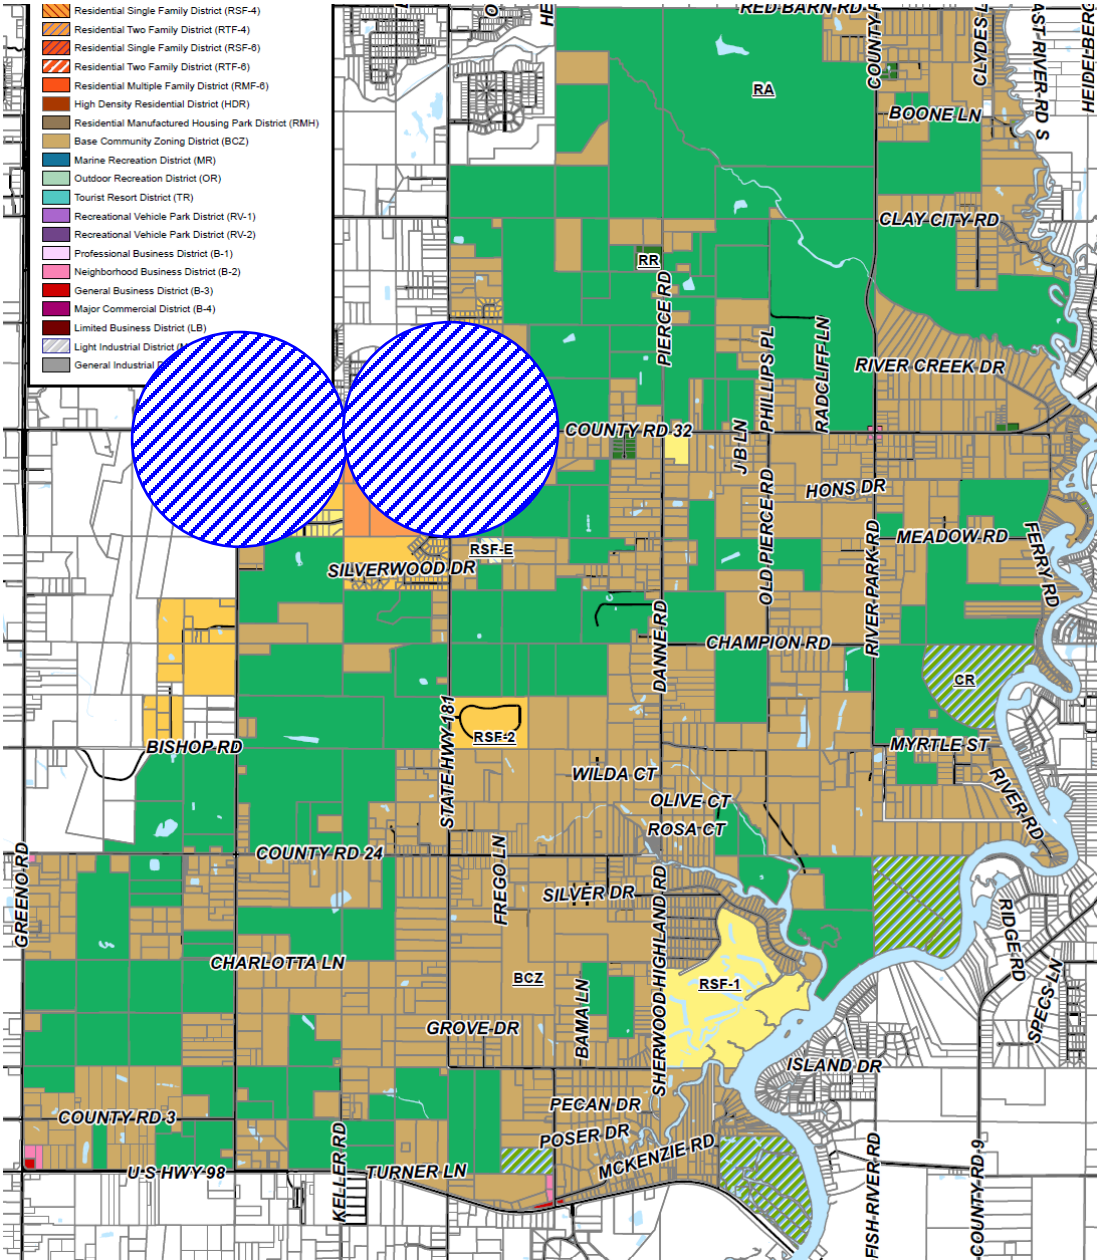 Residential Single Family District (RSF-4)
Residential Two Family District (RTF-4)
Residential Single Family District (RSF-6)
Residential Two Family District (RTF-6)
Residential Multiple Family District (RMF-6)
High Density Residential District (HDR)
Residential Manufactured Housing Park District (RMH)
Base Community Zoning District (BCZ)
Marine Recreation District (MR)
Outdoor Recreation District (OR)
Tourist Resort District (TR)
Recreational Vehicle Park District (RV-1)
Recreational Vehicle Park District (RV-2)
Professional Business District (B-1)
Neighborhood Business District (B-2)
General Business District (B-3)
Major Commercial District (B-4)
Limited Business District (LB)
Light Industrial District
General Industrial
RED BARN RD
RA
BOONE LN
CLAY CITY RD
RR
PIERCE RD
PHILLIPS PL
RADCLIFF LN
RIVER CREEK DR
COUNTY RD 32
J B LN
OLD PIERCE RD
HONS DR
MEADOW RD
FERRY RD
RSF-E
SILVERWOOD DR
RIVER PARK RD
DANNE RD
CHAMPION RD
CR
STATE HWY 181
RSF-2
BISHOP RD
MYRTLE ST
WILDA CT
OLIVE CT
ROSA CT
RIVER RD
COUNTY RD 24
GREENO RD
FREGO LN
SILVER DR
SHERWOOD HIGHLAND RD
RIDGE RD
CHARLOTTA LN
BCZ
RSF-1
BAMA LN
SPECS LN
GROVE DR
ISLAND DR
PECAN DR
COUNTY RD 3
POSER DR
MCKENZIE RD
KELLER RD
U S HWY 98
TURNER LN
FISH RIVER RD
COUNTY RD 9